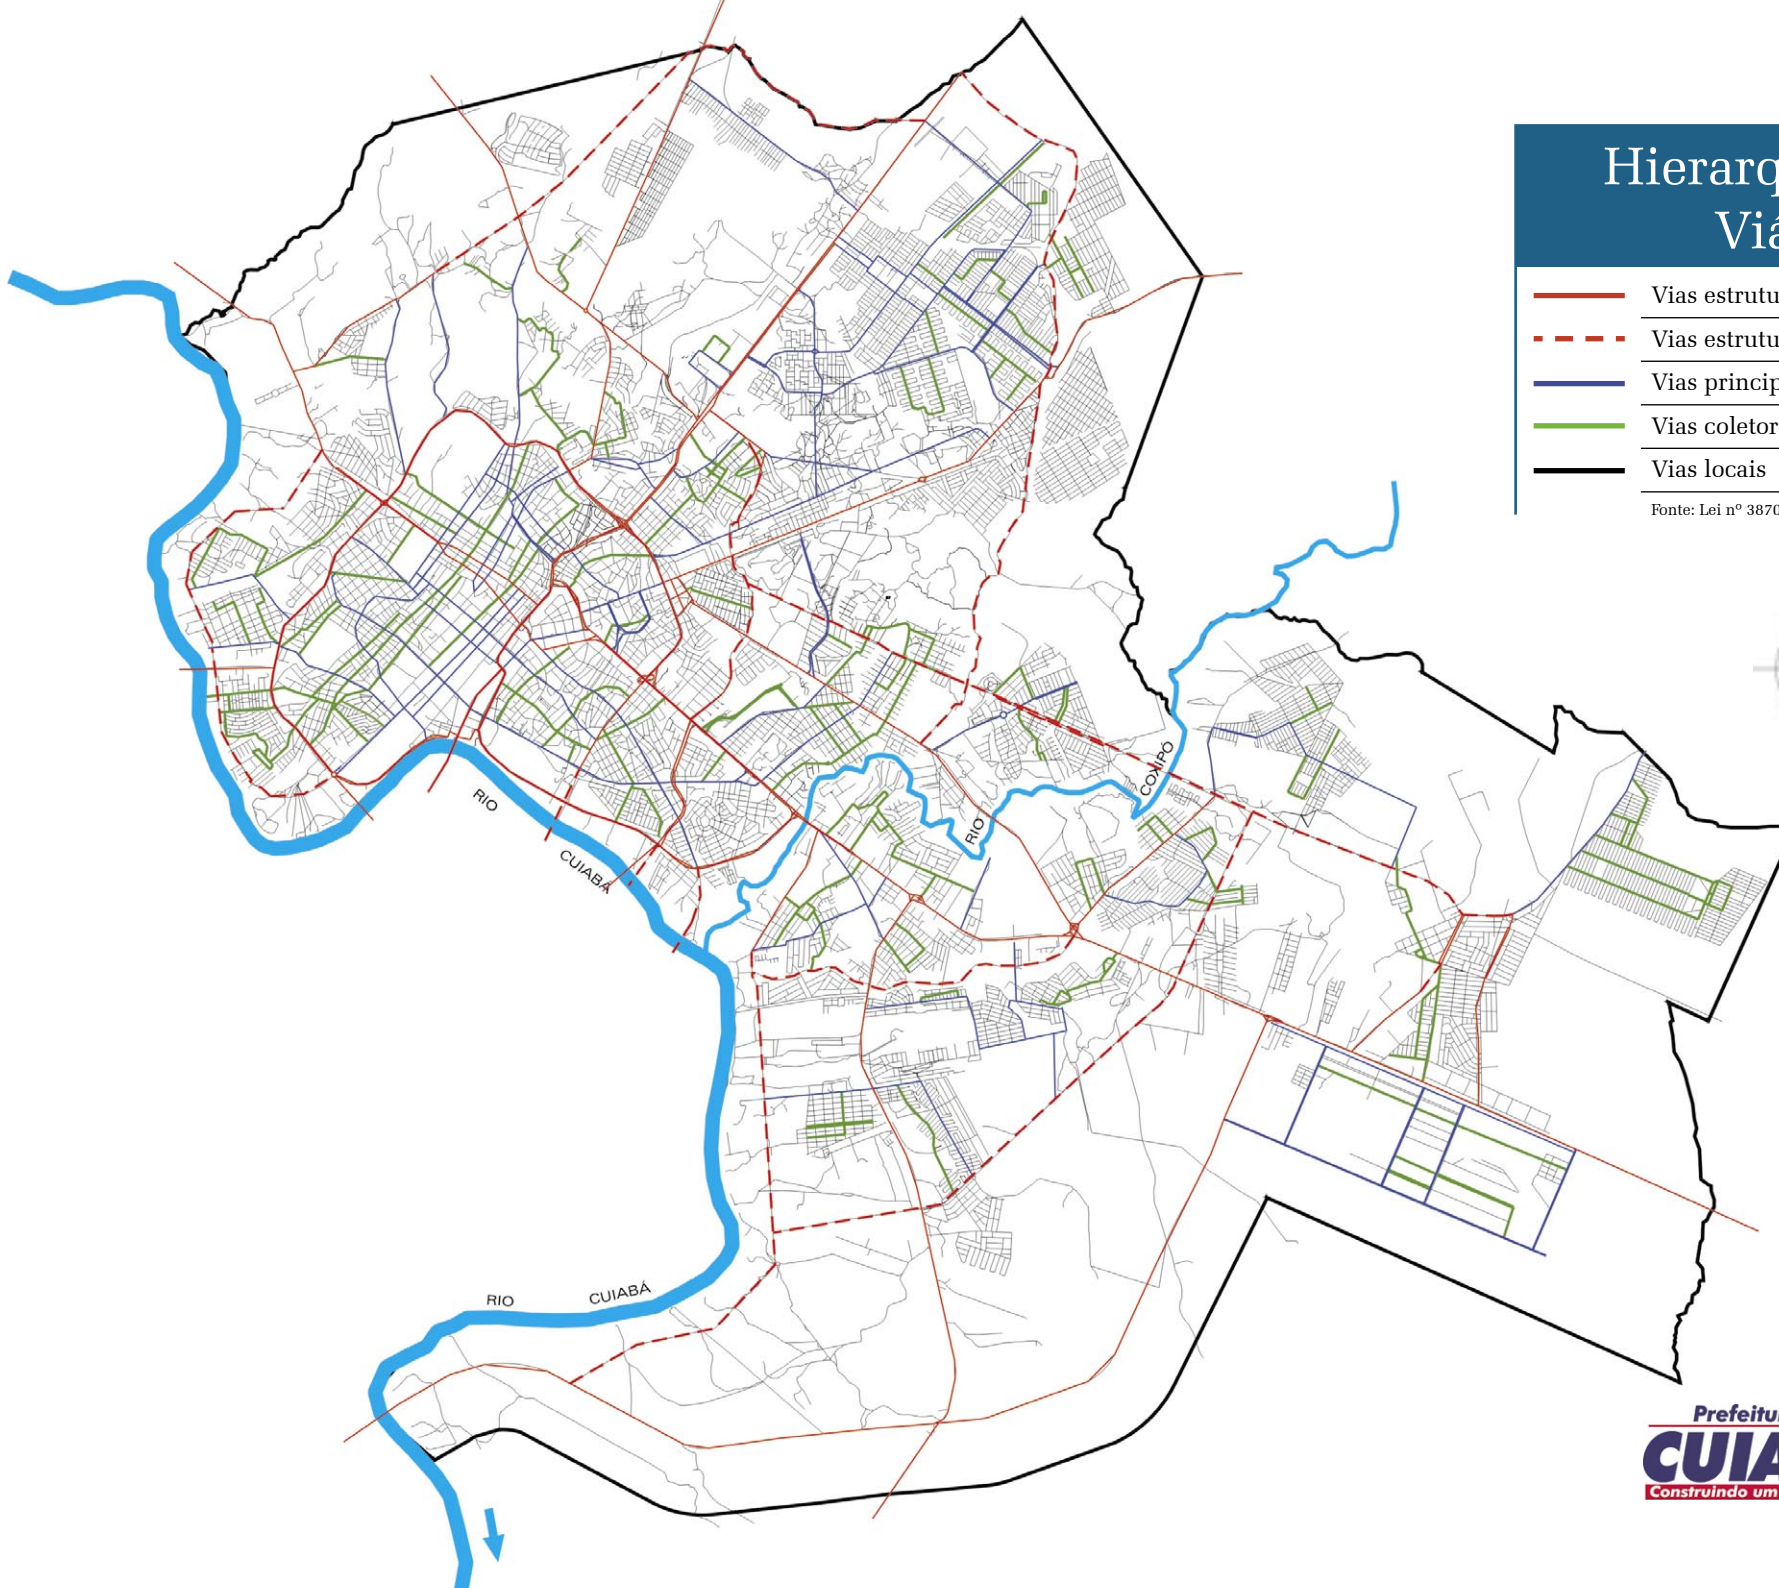 Hierarq
Viá
Vias estrutu
Vias estrutu
Vias princip
Vias coletor
Vias locais
Fonte: Lei nº 3870
COXIPÓ
RIO
RIO
CUIABÁ
RIO
CUIABÁ
Prefeitu
CUIA
Construindo um